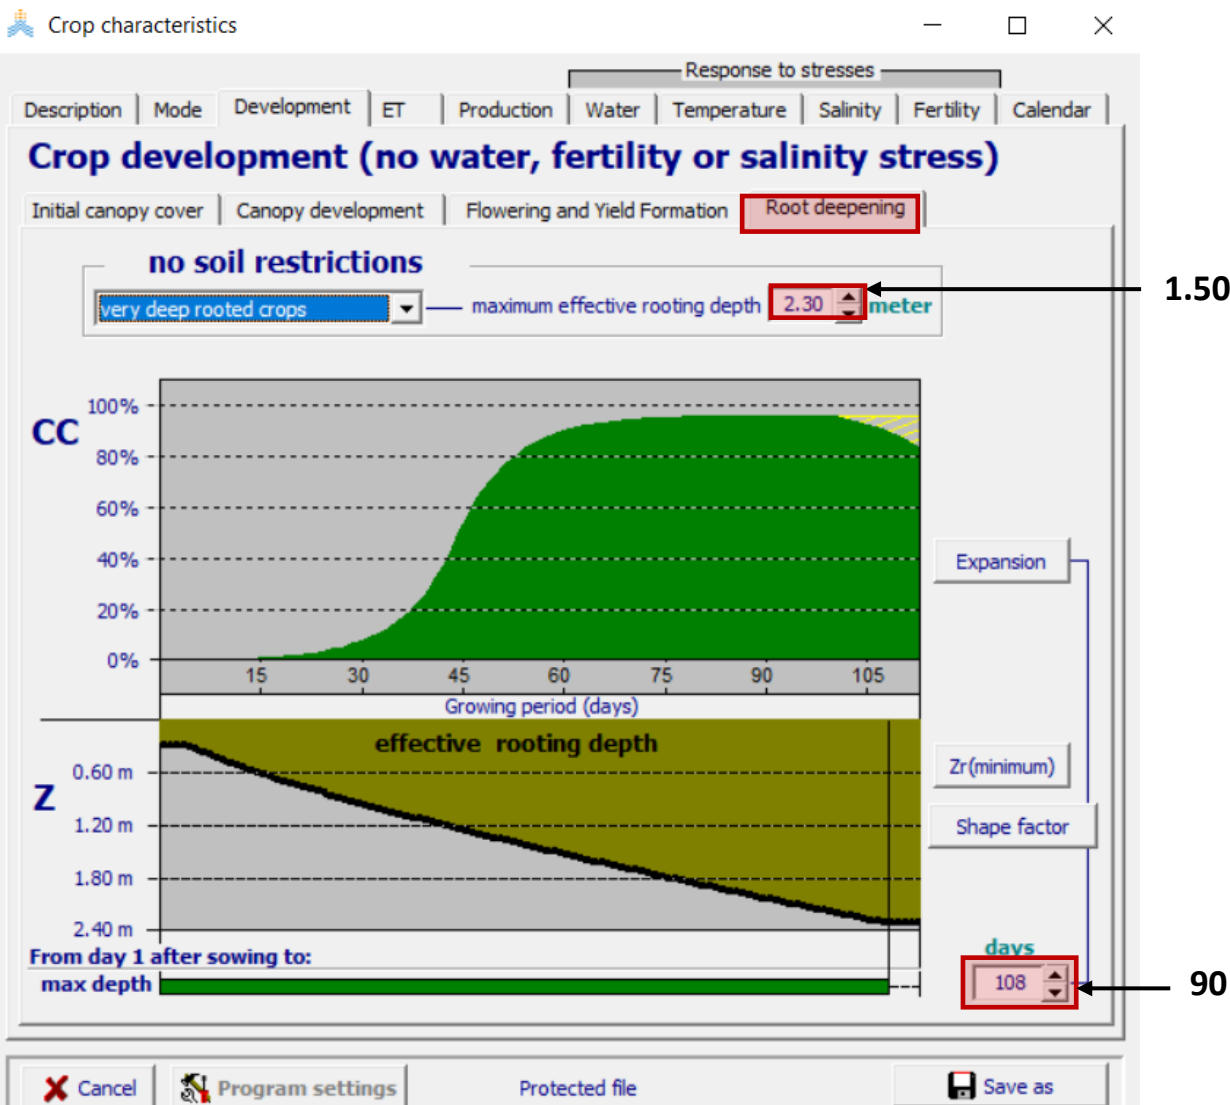 Crop characteristics
Response to stresses
Description Mode Development ET Production Water Temperature Salinity Fertility Calendar
Crop development (no water, fertility or salinity stress)
Initial canopy cover Canopy development Flowering and Yield Formation Root deepening
no soil restrictions
very deep rooted crops maximum effective rooting depth 2.30 meter
1.50
CC
100%
80%
60%
40%
20%
0%
Expansion
15 30 45 60 75 90 105
Growing period (days)
effective rooting depth
Z
0.60 m
1.20 m
1.80 m
2.40 m
Zr(minimum)
Shape factor
From day 1 after sowing to:
days
max depth
108
90
Cancel Program settings Protected file Save as